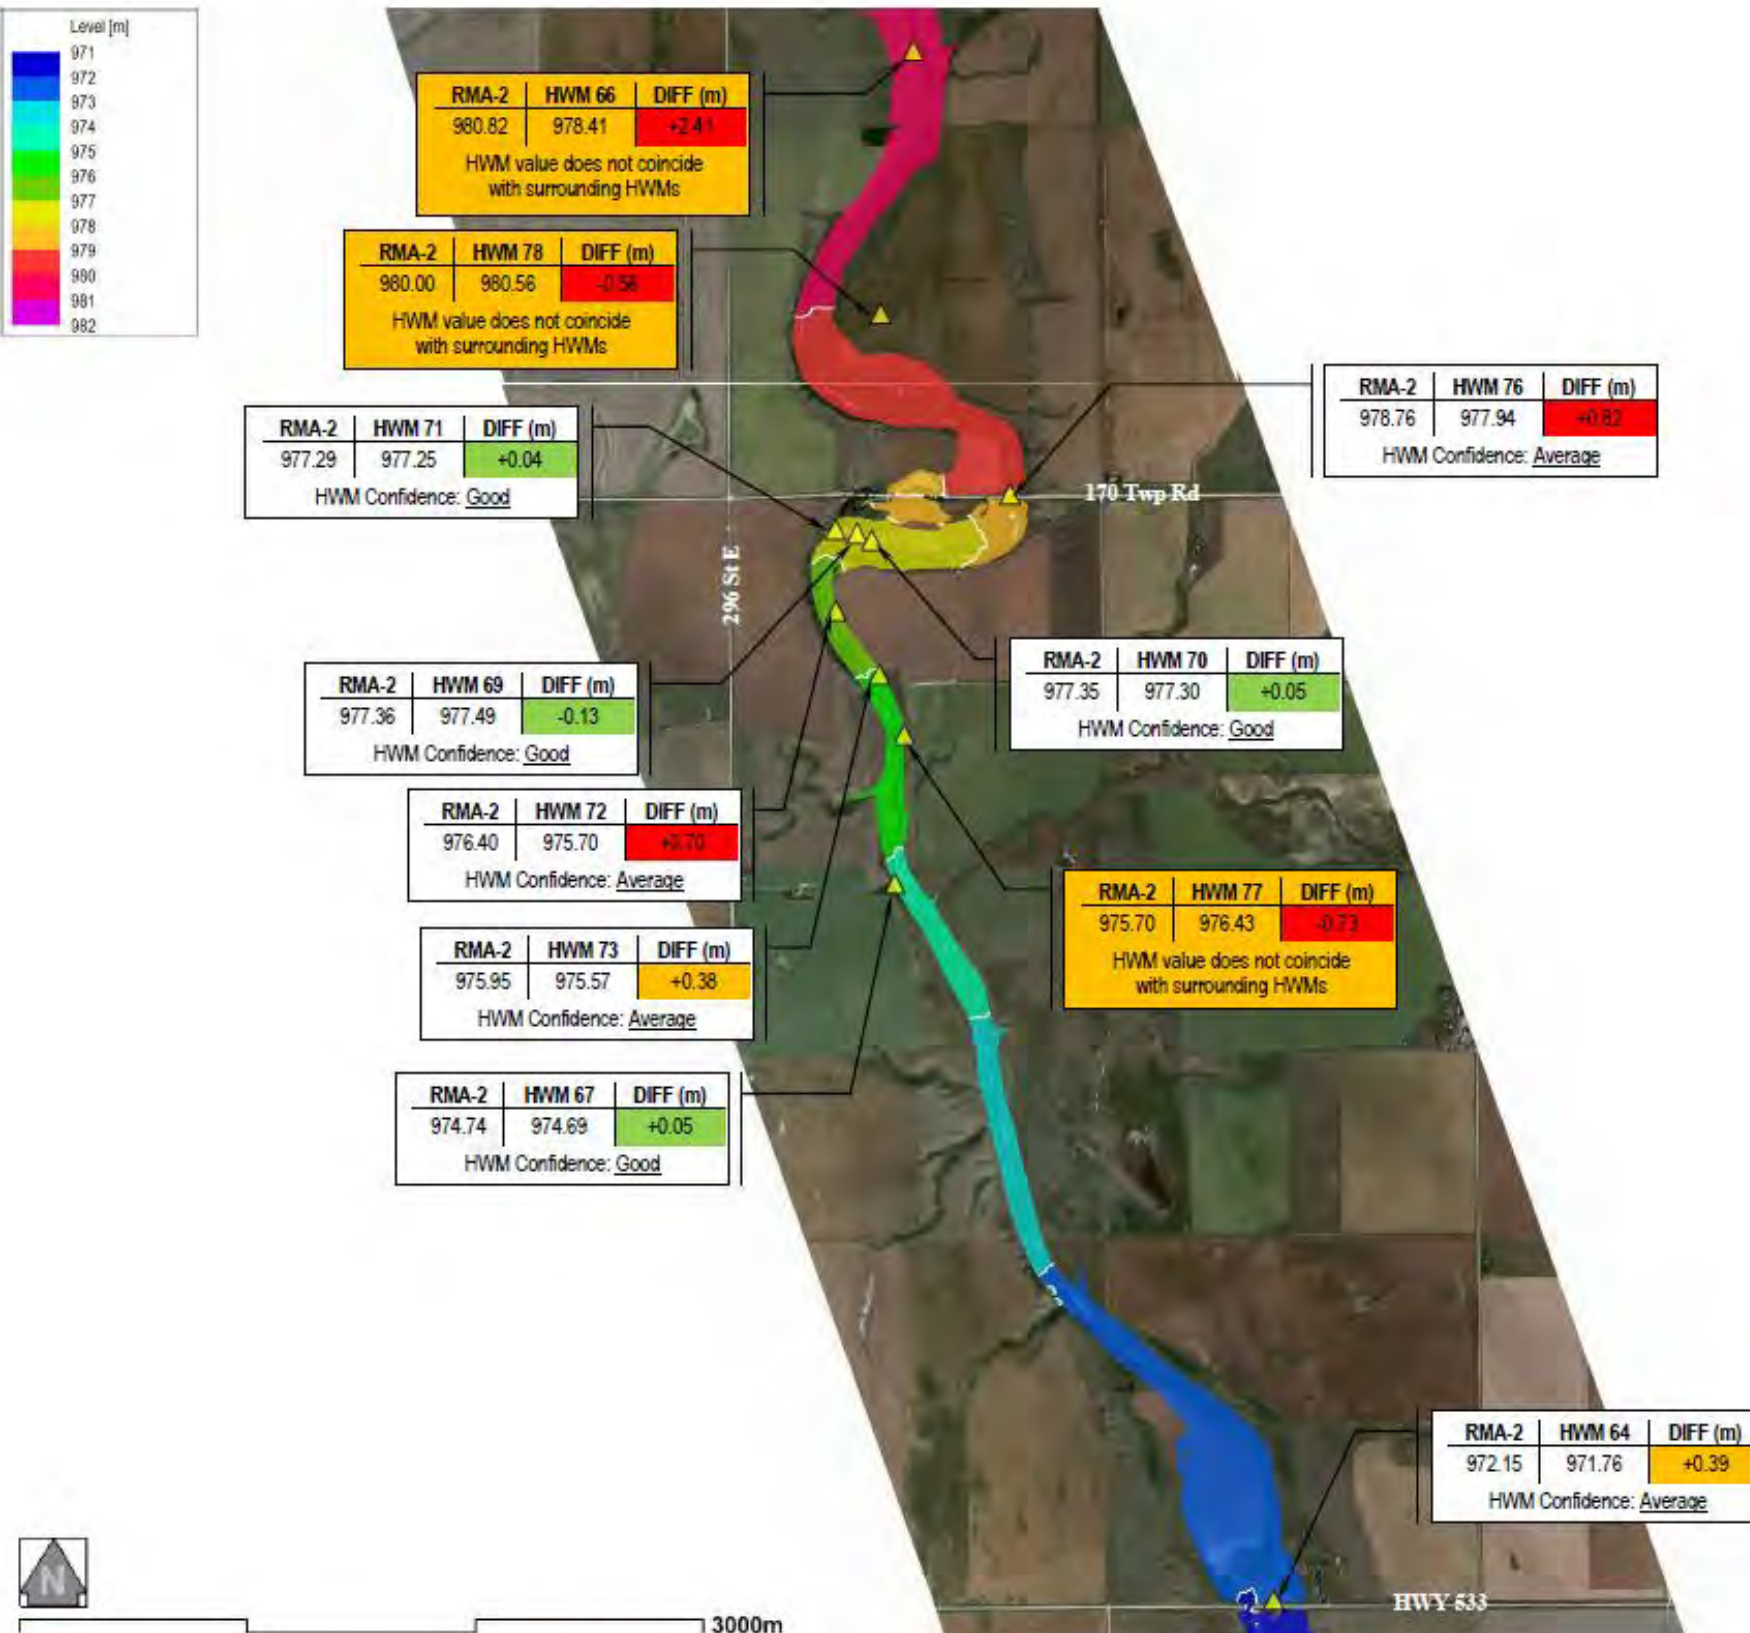 Level [m]
971
972
973
974
975
976
977
978
979
980
981
982
RMA-2 HWM 66 DIFF (m)
980.82 978.41 +2.41
HWM value does not coincide
with surrounding HWMs
RMA-2 HWM 78 DIFF (m)
980.00 980.56 -0.56
HWM value does not coincide
with surrounding HWMs
RMA-2 HWM 76 DIFF (m)
978.76 977.94 +0.82
HWM Confidence: Average
RMA-2 HWM 71 DIFF (m)
977.29 977.25 +0.04
HWM Confidence: Good
170 Twp Rd
296 St E
RMA-2 HWM 70 DIFF (m)
977.35 977.30 +0.05
HWM Confidence: Good
RMA-2 HWM 69 DIFF (m)
977.36 977.49 -0.13
HWM Confidence: Good
RMA-2 HWM 72 DIFF (m)
976.40 975.70 +0.70
HWM Confidence: Average
RMA-2 HWM 77 DIFF (m)
975.70 976.43 -0.73
HWM value does not coincide
with surrounding HWMs
RMA-2 HWM 73 DIFF (m)
975.95 975.57 +0.38
HWM Confidence: Average
RMA-2 HWM 67 DIFF (m)
974.74 974.69 +0.05
HWM Confidence: Good
RMA-2 HWM 64 DIFF (m)
972.15 971.76 +0.39
HWM Confidence: Average
N
HWY 533
3000m